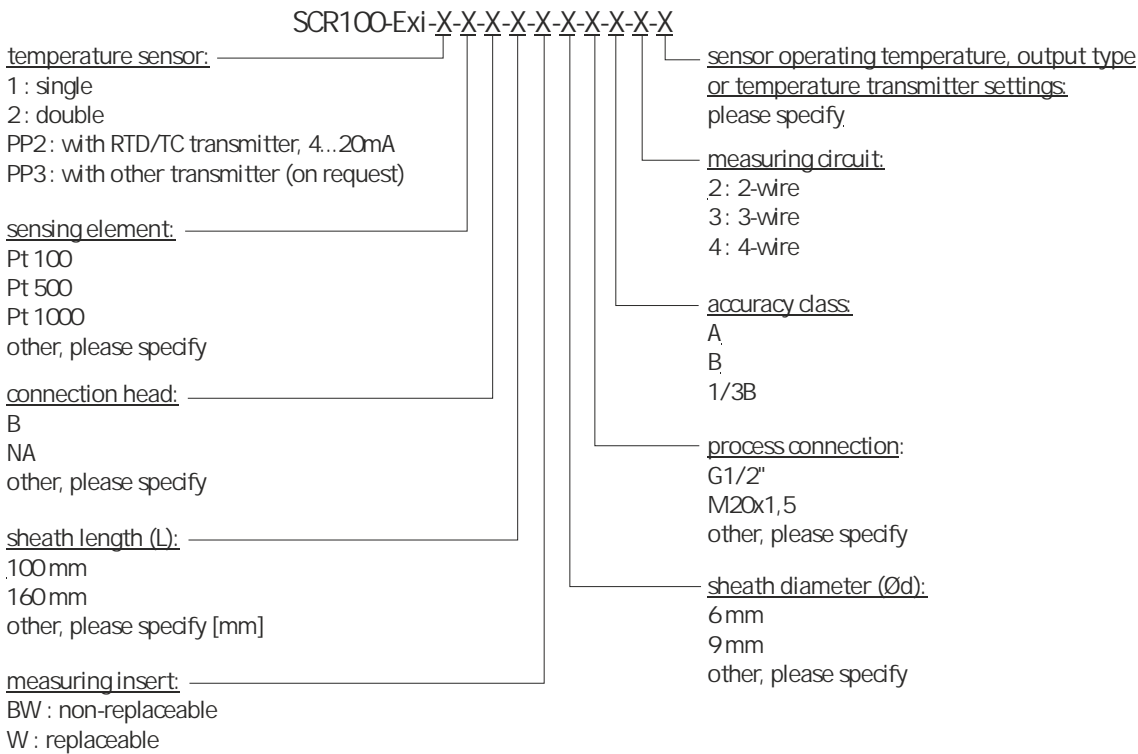 SCR100-Exi-X-X-X-X-X-X-X-X-X-X
temperature sensor:
1 : single
2 : double
PP2 : with RTD/TC transmitter, 4...20mA
PP3 : with other transmitter (on request)
sensing element:
Pt 100
Pt 500
Pt 1000
other, please specify
connection head:
B
NA
other, please specify
sheath length (L):
100 mm
160 mm
other, please specify [mm]
measuring insert:
BW : non-replaceable
W : replaceable
sensor operating temperature, output type
or temperature transmitter settings:
please specify
measuring circuit:
2 : 2-wire
3 : 3-wire
4 : 4-wire
accuracy class:
A
B
1/3B
process connection:
G1/2"
M20x1,5
other, please specify
sheath diameter (Ød):
6 mm
9 mm
other, please specify